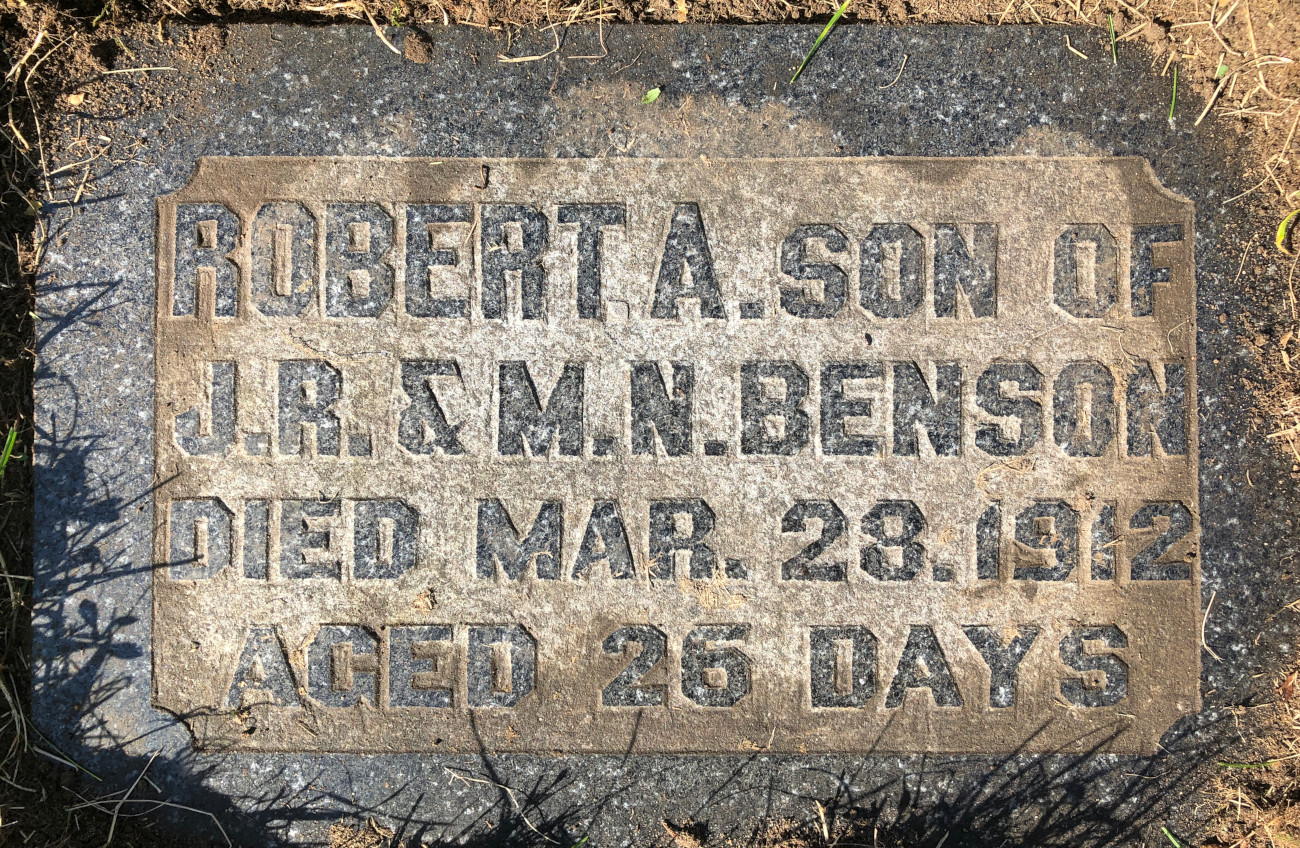 ROBERT. A. SON OF
J.R. & M.N. BENSON
DIED MAR. 28. 1912
AGED 26 DAYS